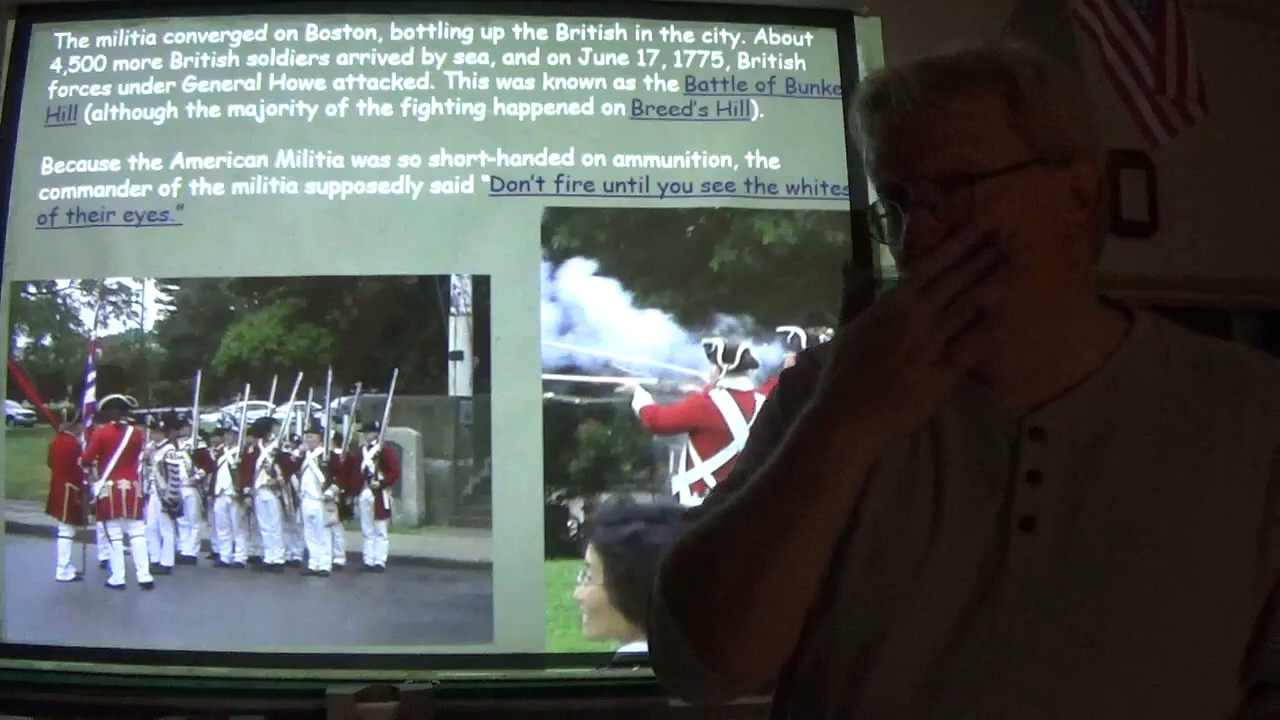 The militia converged on Boston, bottling up the British in the city. About
4,500 more British soldiers arrived by sea, and on June 17, 1775, British
forces under General Howe attacked. This was known as the Battle of Bunke
Hill (although the majority of the fighting happened on Breed's Hill).
Because the American Militia was so short-handed on ammunition, the
commander of the militia supposedly said "Don't fire until you see the whites
of their eyes."